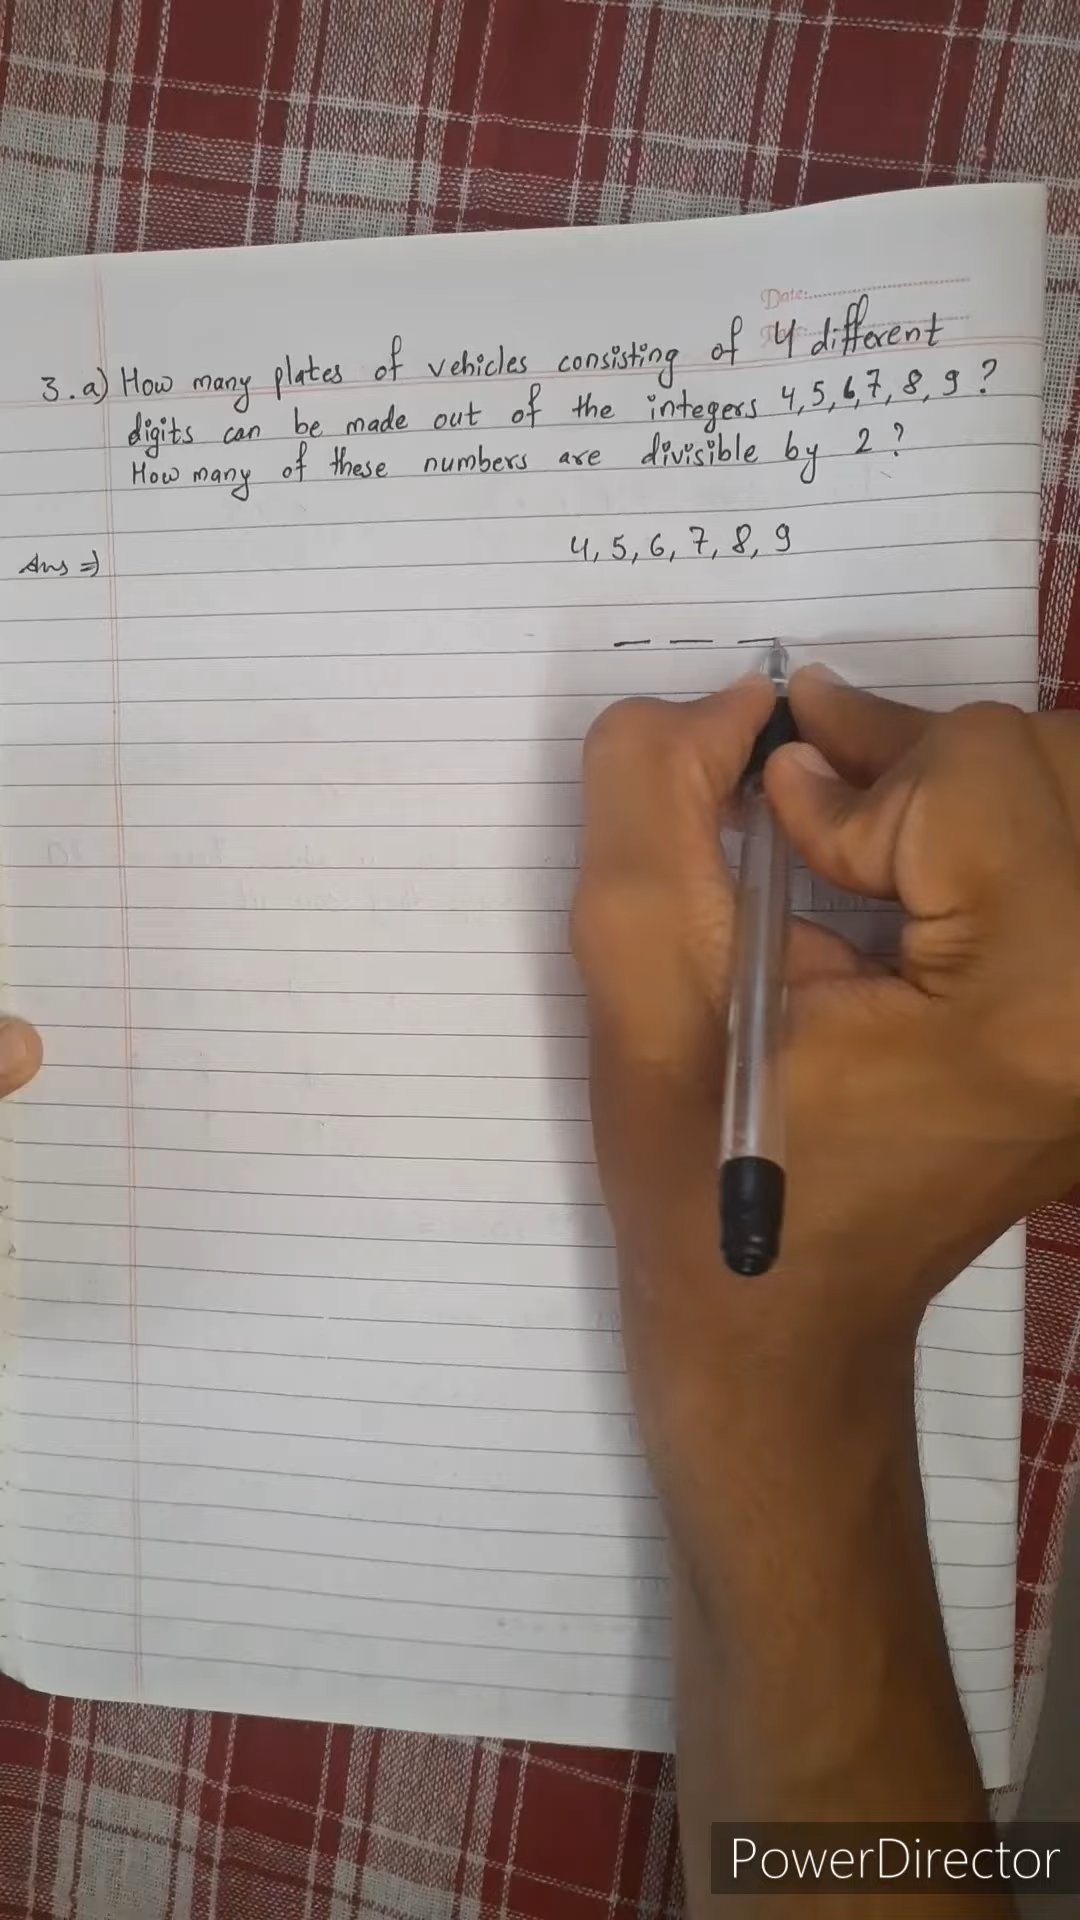 Date:
3. a) How many plates of vehicles consisting of 4 different
digits can be made out of the integers 4, 5, 6, 7, 8, 9 ?
How many of these numbers are divisible by 2 ?
4, 5, 6, 7, 8, 9
Ans ⇒
PowerDirector